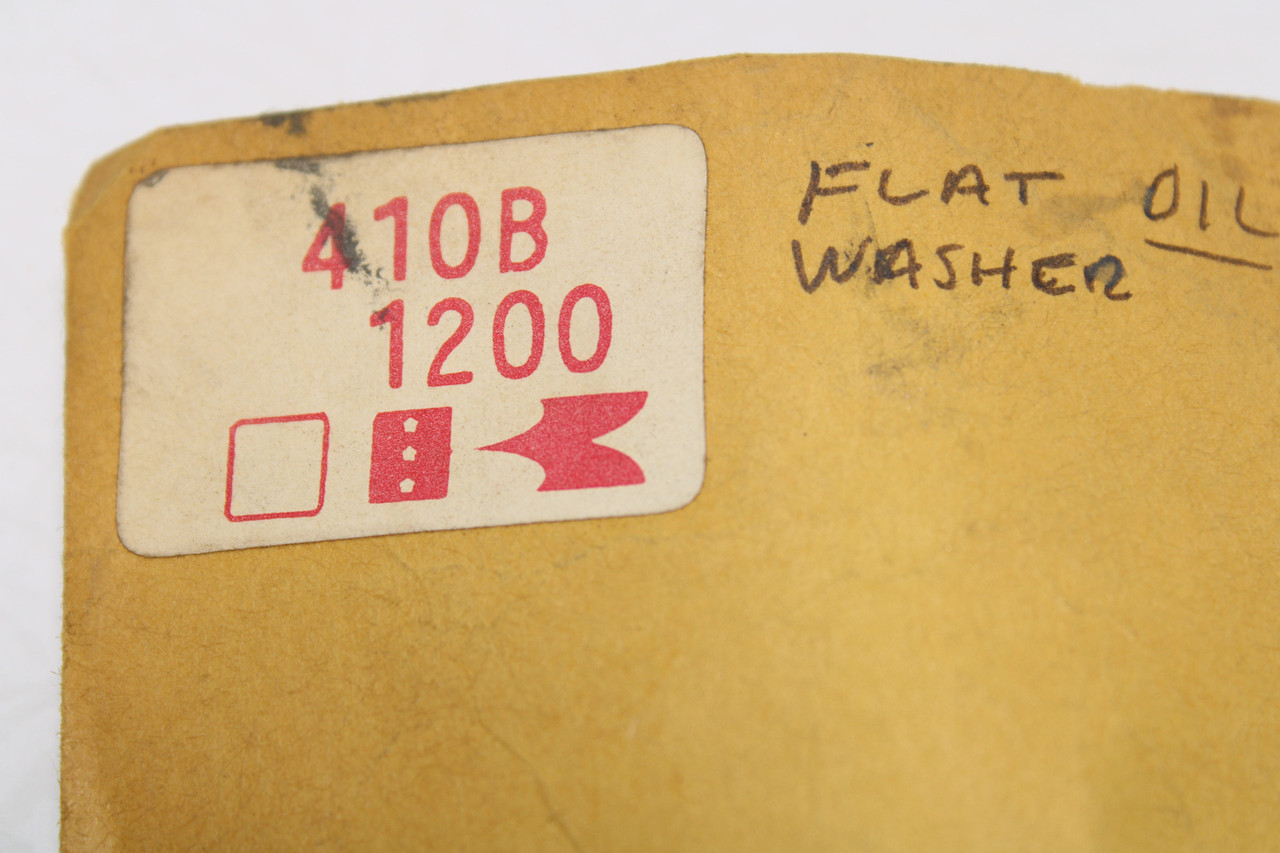 410B
1200
FLAT OIL
WASHER